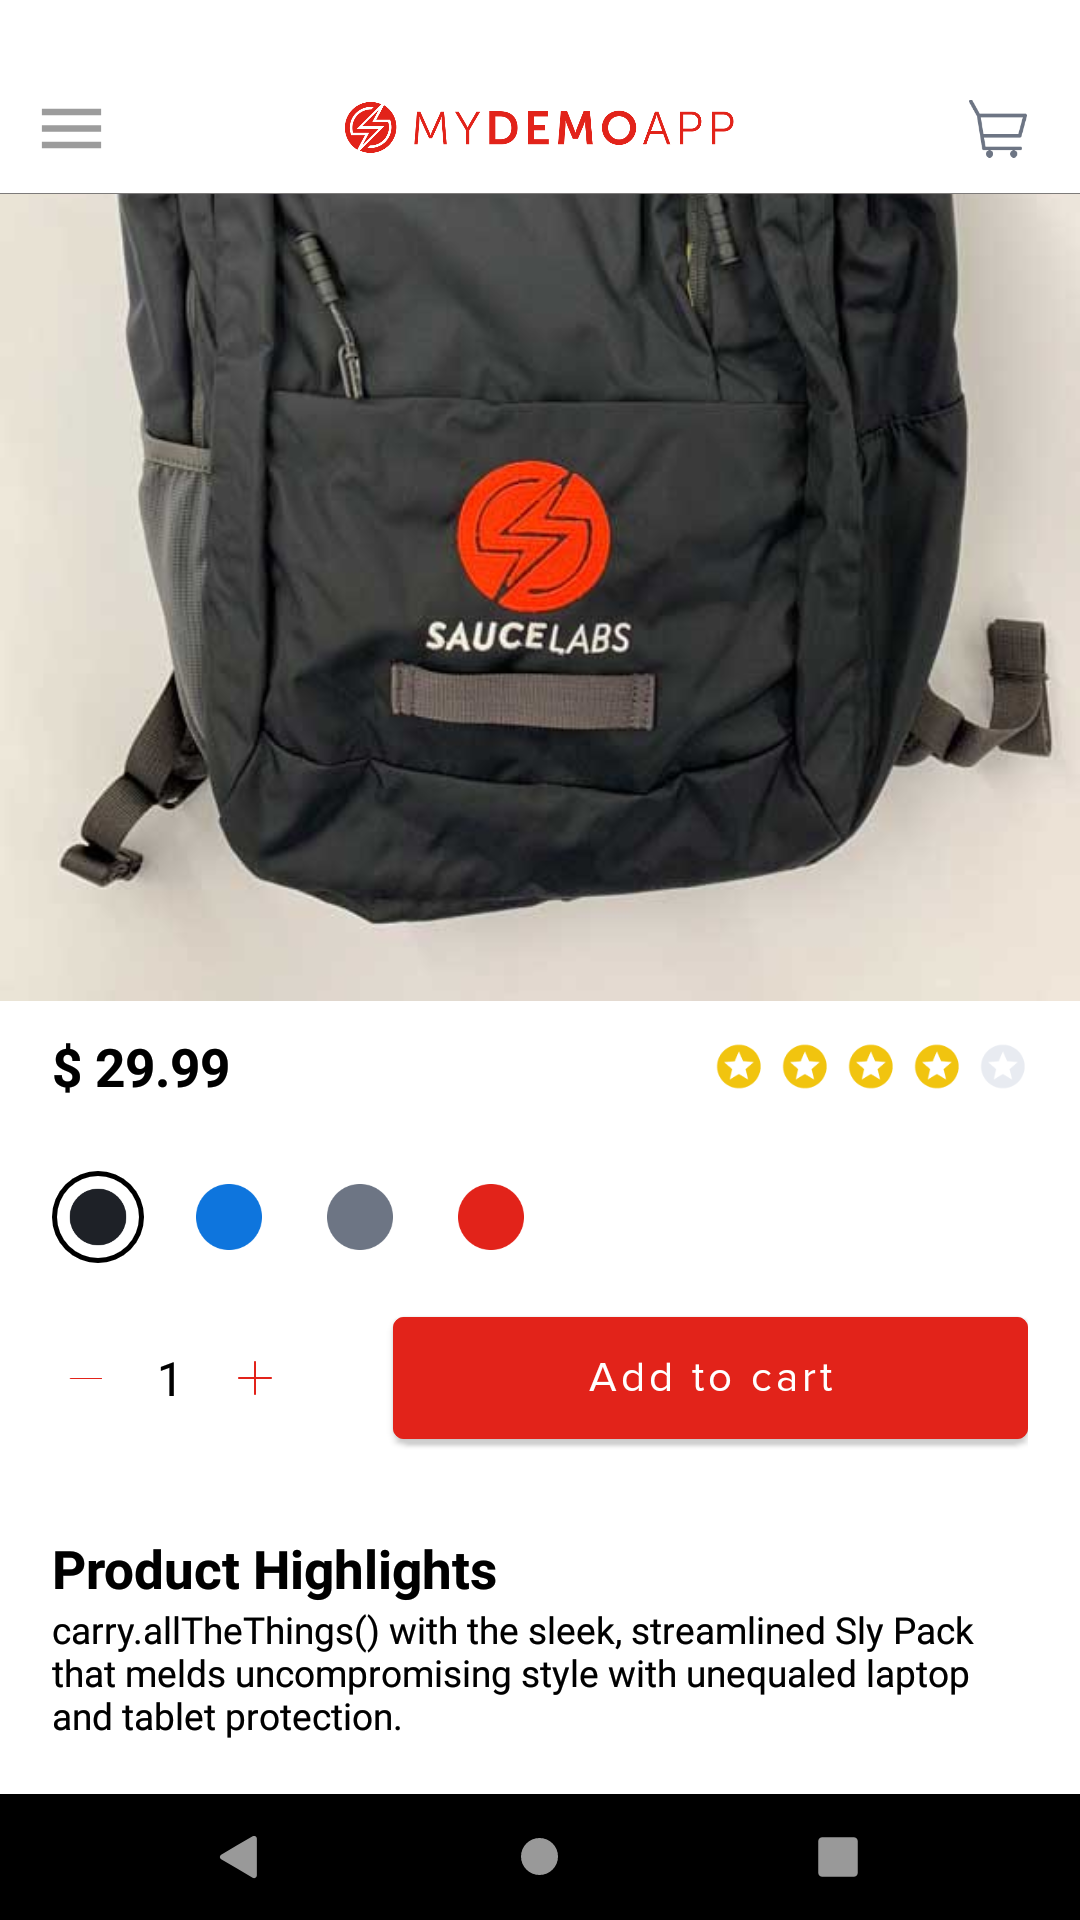 MYDEMOAPP
SAUCELABS
$ 29.99
1
Add to cart
Product Highlights
carry.allTheThings() with the sleek, streamlined Sly Pack
that melds uncompromising style with unequaled laptop
and tablet protection.